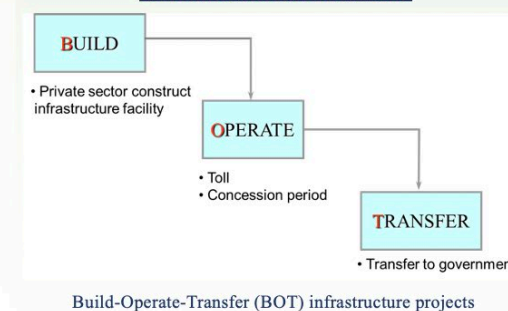 BUILD
• Private sector construct
infrastructure facility
OPERATE
• Toll
• Concession period
TRANSFER
• Transfer to governmen
Build-Operate-Transfer (BOT) infrastructure projects